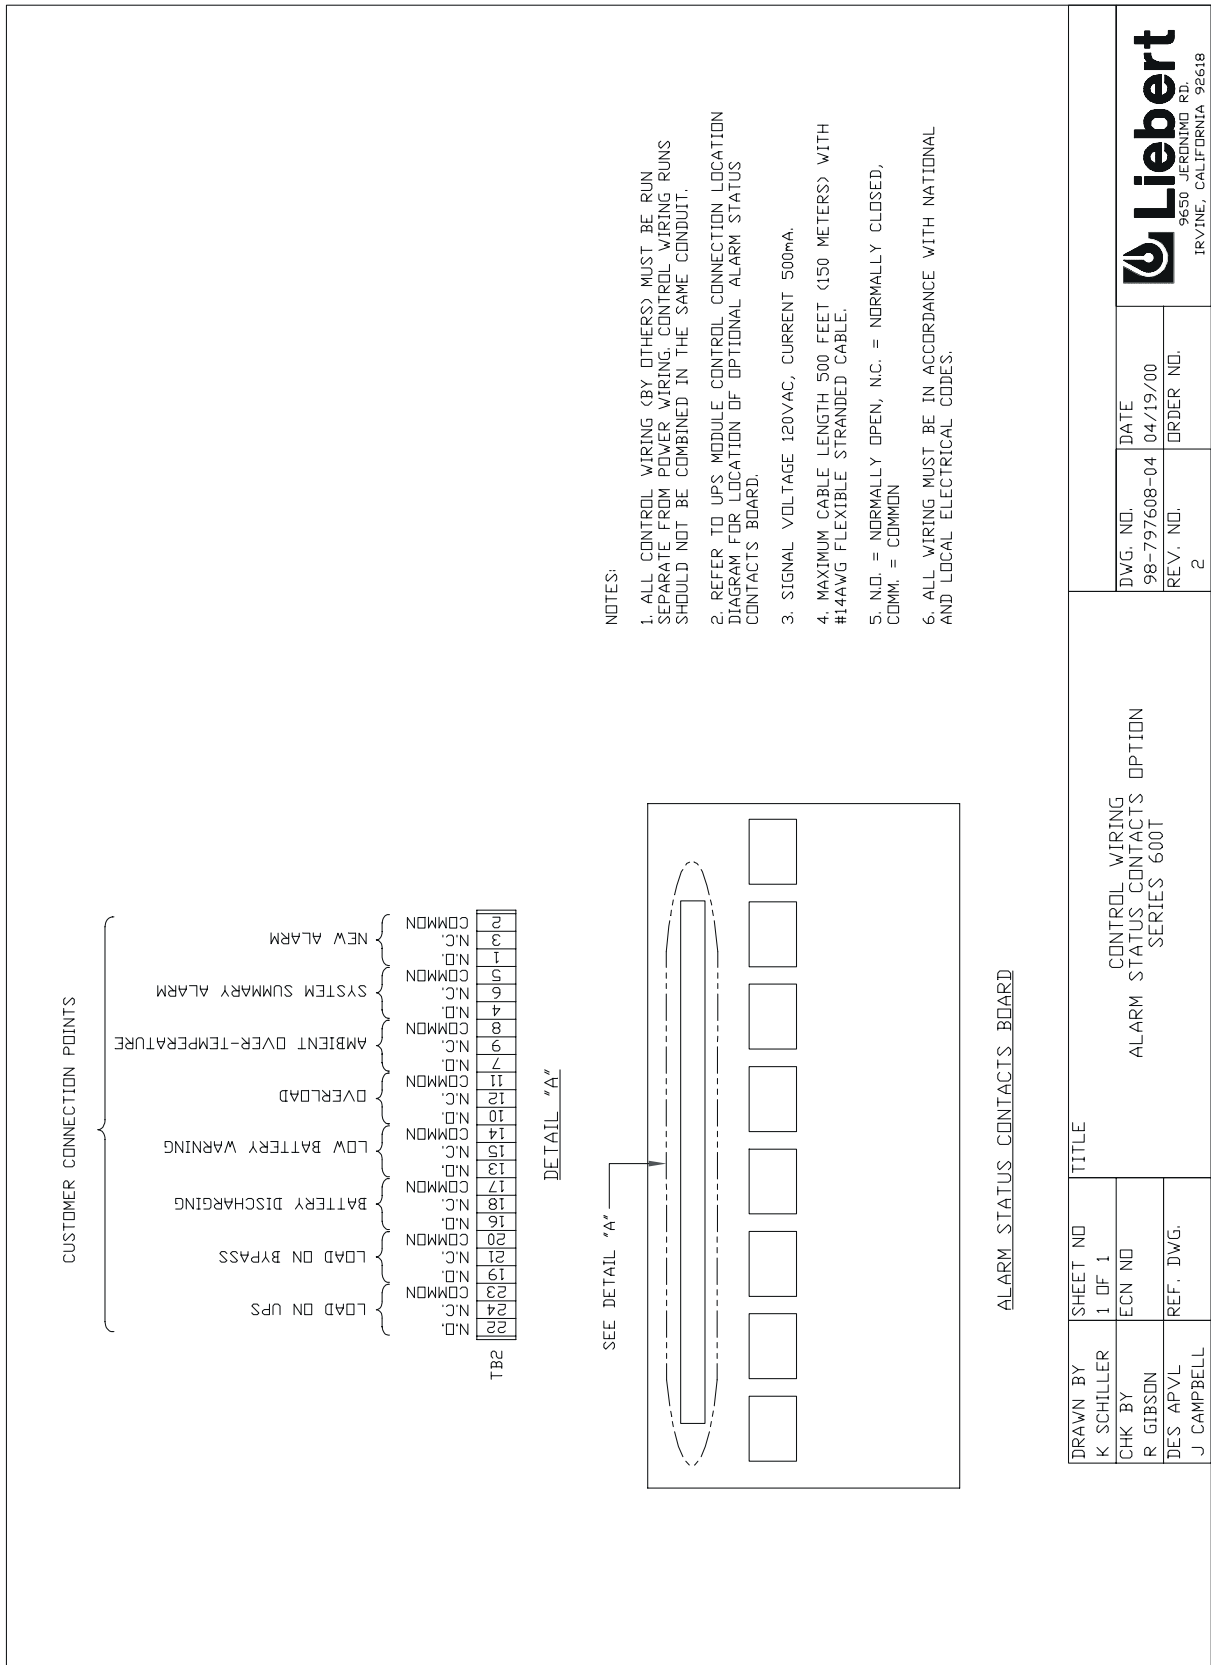 CUSTOMER CONNECTION POINTS
LOAD ON UPS
LOAD ON BYPASS
BATTERY DISCHARGING
LOW BATTERY WARNING
OVERLOAD
AMBIENT OVER-TEMPERATURE
SYSTEM SUMMARY ALARM
NEW ALARM
N.O. N.C. COMMON N.O. N.C. COMMON N.O. N.C. COMMON N.O. N.C. COMMON N.O. N.C. COMMON N.O. N.C. COMMON N.O. N.C. COMMON N.O. N.C. COMMON
TB2 22 24 23 19 21 20 16 18 17 13 15 14 10 12 11 7 9 8 4 6 5 1 3 2
DETAIL "A"
SEE DETAIL "A"
ALARM STATUS CONTACTS BOARD
NOTES:
1. ALL CONTROL WIRING (BY OTHERS) MUST BE RUN
SEPARATE FROM POWER WIRING. CONTROL WIRING RUNS
SHOULD NOT BE COMBINED IN THE SAME CONDUIT.
2. REFER TO UPS MODULE CONTROL CONNECTION LOCATION
DIAGRAM FOR LOCATION OF OPTIONAL ALARM STATUS
CONTACTS BOARD.
3. SIGNAL VOLTAGE 120VAC, CURRENT 500mA.
4. MAXIMUM CABLE LENGTH 500 FEET (150 METERS) WITH
#14AWG FLEXIBLE STRANDED CABLE.
5. N.O. = NORMALLY OPEN, N.C. = NORMALLY CLOSED,
COMM. = COMMON
6. ALL WIRING MUST BE IN ACCORDANCE WITH NATIONAL
AND LOCAL ELECTRICAL CODES.
DRAWN BY
K SCHILLER
CHK BY
R GIBSON
DES APVL
J CAMPBELL
SHEET NO
1 OF 1
ECN NO
REF. DWG.
TITLE
CONTROL WIRING
ALARM STATUS CONTACTS OPTION
SERIES 600T
DWG. NO.
98-797608-04
REV. NO.
2
DATE
04/19/00
ORDER NO.
Liebert
9650 JERONIMO RD.
IRVINE, CALIFORNIA 92618